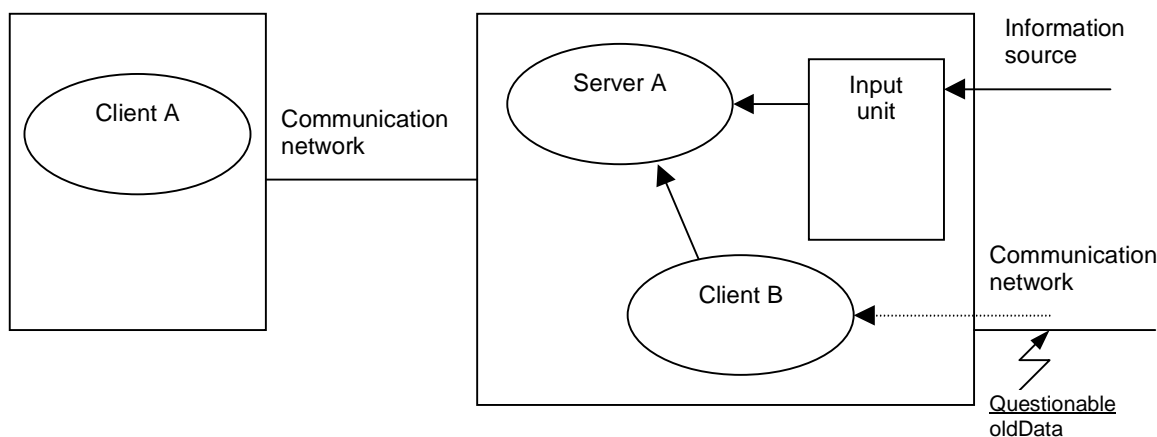 Client A
Communication
network
Server A
Input
unit
Information
source
Client B
Communication
network
Questionable
oldData